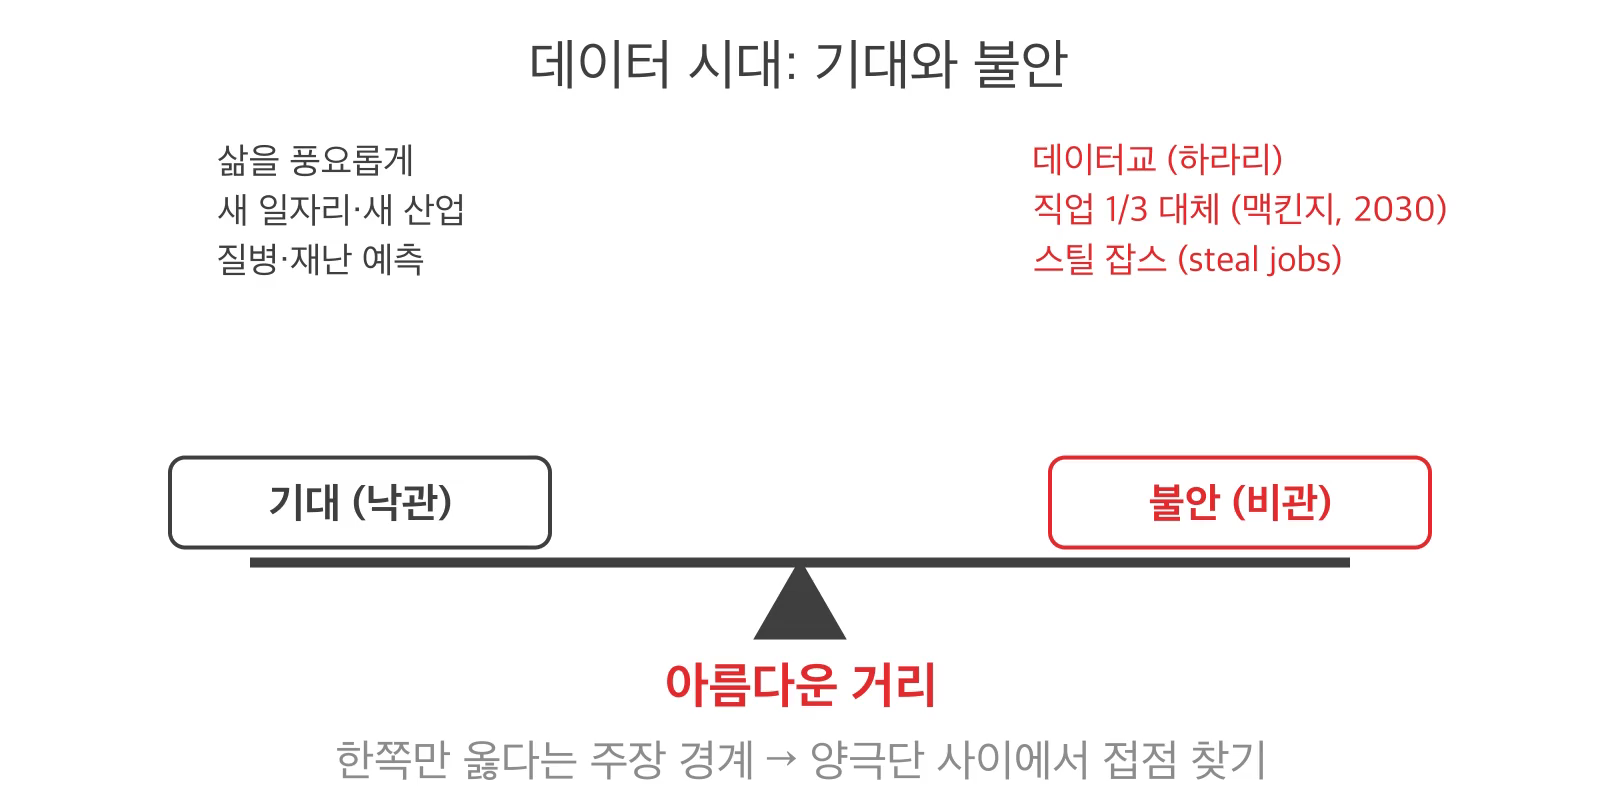 데이터 시대: 기대와 불안
삶을 풍요롭게
새 일자리·새 산업
질병·재난 예측
데이터교 (하라리)
직업 1/3 대체 (맥킨지, 2030)
스틸 잡스 (steal jobs)
기대 (낙관)
불안 (비관)
아름다운 거리
한쪽만 옳다는 주장 경계 → 양극단 사이에서 접점 찾기